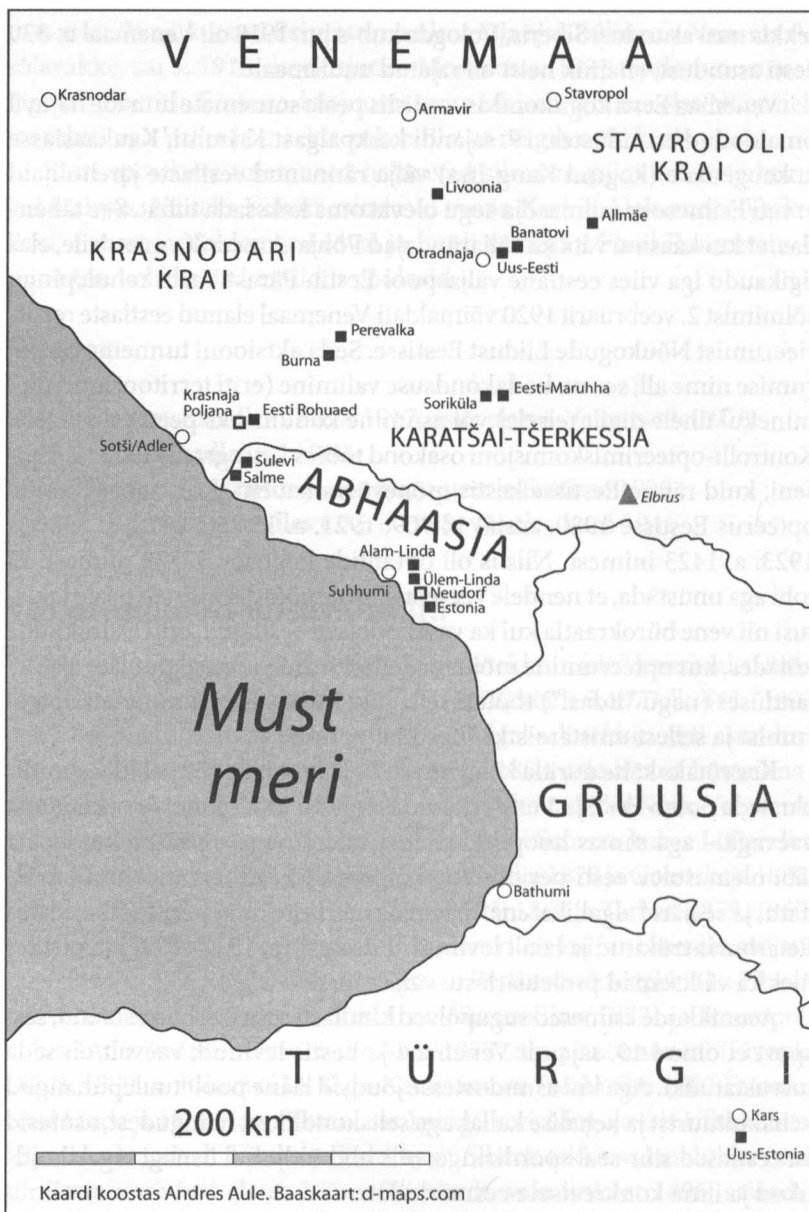 VENEMAA
Krasnodar
Armavir
Stavropol
STAVROPOLI
KRAI
Livoonia
Allmäe
Banatovi
Otradnaja
Uus-Eesti
KRASNODARI
KRAI
Perevalka
Burna
Krasnaja
Poljana
Eesti Rohuaed
Eesti-Maruhha
Soriküla
Sotši/Adler
KARATŠAI-TŠERKESSIA
Sulevi
Salme
ABHAASIA
Elbrus
Alam-Linda
Suhhumi
Ülem-Linda
Neudorf
Estonia
Must
meri
GRUUSIA
Bathumi
TÜRGI
200 km
Kars
Uus-Estonia
Kaardi koostas Andres Aule. Baaskaart: d-maps.com